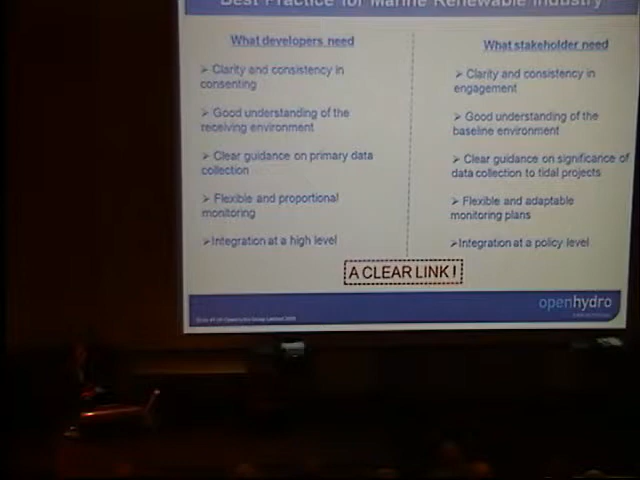 Best Practice for Marine Renewable Industry
What developers need
➢ Clarity and consistency in
consenting
➢ Good understanding of the
receiving environment
➢ Clear guidance on primary data
collection
➢ Flexible and proportional
monitoring
➢Integration at a high level
What stakeholder need
➢ Clarity and consistency in
engagement
➢ Good understanding of the
baseline environment
➢ Clear guidance on significance of
data collection to tidal projects
➢ Flexible and adaptable
monitoring plans
➢Integration at a policy level
A CLEAR LINK !
openhydro